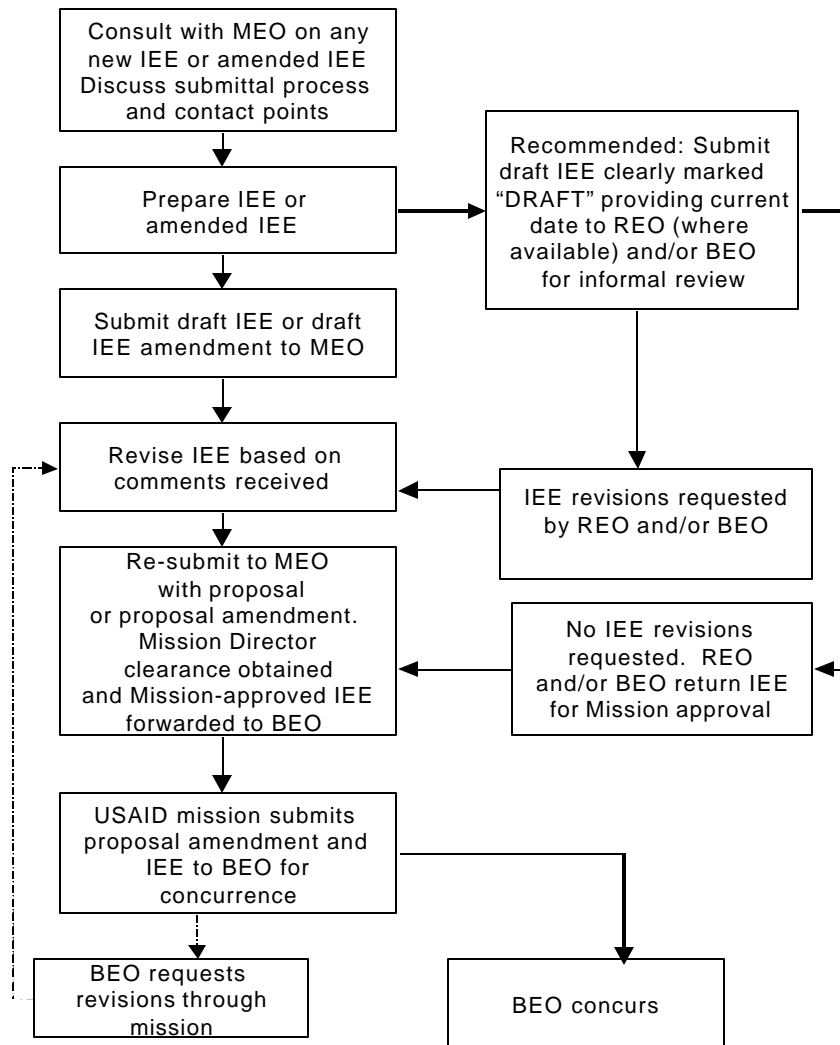 Consult with MEO on any
new IEE or amended IEE
Discuss submittal process
and contact points
Recommended: Submit
draft IEE clearly marked
“DRAFT” providing current
date to REO (where
available) and/or BEO
for informal review
Prepare IEE or
amended IEE
Submit draft IEE or draft
IEE amendment to MEO
Revise IEE based on
comments received
IEE revisions requested
by REO and/or BEO
Re-submit to MEO
with proposal
or proposal amendment.
Mission Director
clearance obtained
and Mission-approved IEE
forwarded to BEO
No IEE revisions
requested. REO
and/or BEO return IEE
for Mission approval
USAID mission submits
proposal amendment and
IEE to BEO for
concurrence
BEO requests
revisions through
mission
BEO concurs